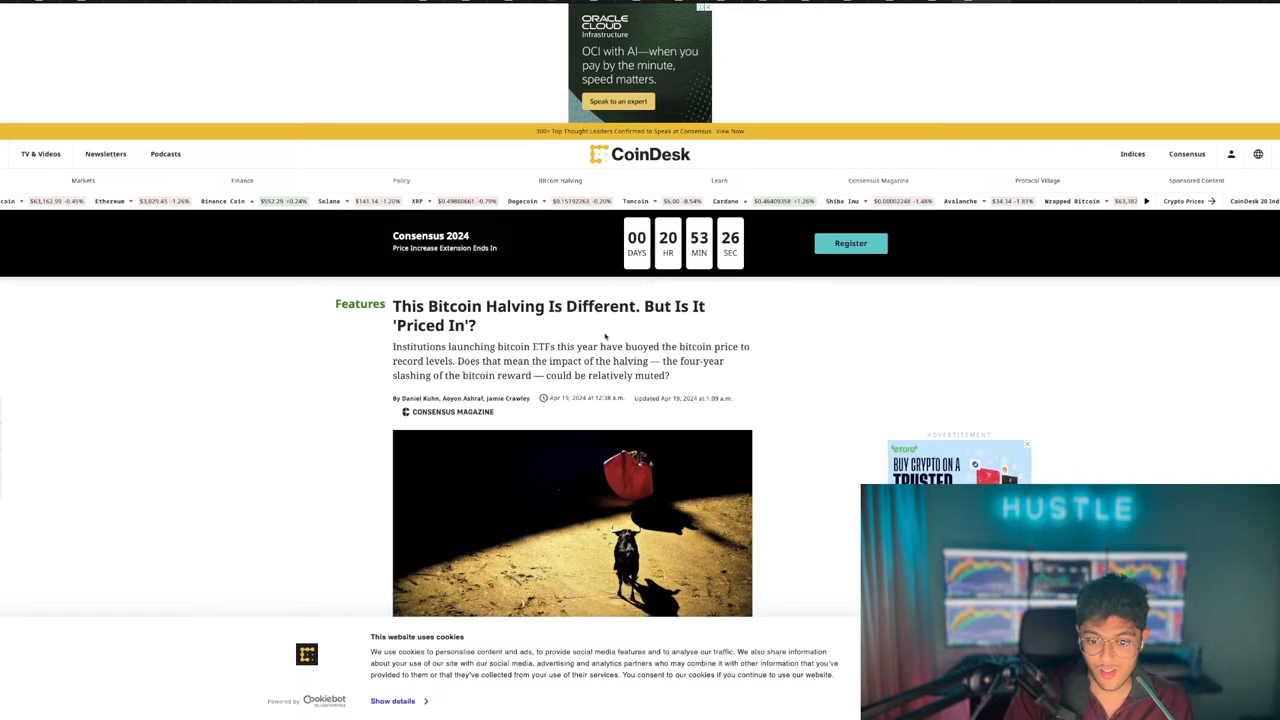 ORACLE
CLOUD
Infrastructure
OCI with AI—when you
pay by the minute,
speed matters.
Speak to an expert
300+ Top Thought Leaders Confirmed to Speak at Consensus View Now
TV & Videos Newsletters Podcasts CoinDesk Indices Consensus
Markets Finance Policy Bitcoin Halving Learn Consensus Magazine Protocol Village Sponsored Content
coin $63,162.99 -0.45% Ethereum $3,029.45 -1.26% Binance Coin $552.29 +0.24% Solana $141.14 -1.20% XRP $0.49860661 -0.79% Dogecoin $0.15192263 -0.20% Toncoin $6.00 -8.54% Cardano $0.46409358 +1.26% Shiba Inu $0.00002248 -1.48% Avalanche $34.34 -1.81% Wrapped Bitcoin $63,382 Crypto Prices CoinDesk 20 Ind
Consensus 2024
Price Increase Extension Ends In
00 20 53 26
DAYS HR MIN SEC
Register
Features
This Bitcoin Halving Is Different. But Is It
'Priced In'?
Institutions launching bitcoin ETFs this year have buoyed the bitcoin price to
record levels. Does that mean the impact of the halving — the four-year
slashing of the bitcoin reward — could be relatively muted?
By Daniel Kuhn, Aoyon Ashraf, Jamie Crawley Apr 19, 2024 at 12:38 a.m. Updated Apr 19, 2024 at 1:09 a.m.
CONSENSUS MAGAZINE
ADVERTISEMENT
eToro
BUY CRYPTO ON A
TRUSTED
HUSTLE
This website uses cookies
We use cookies to personalise content and ads, to provide social media features and to analyse our traffic. We also share information
about your use of our site with our social media, advertising and analytics partners who may combine it with other information that you've
provided to them or that they've collected from your use of their services. You consent to our cookies if you continue to use our website.
Powered by Cookiebot
Show details